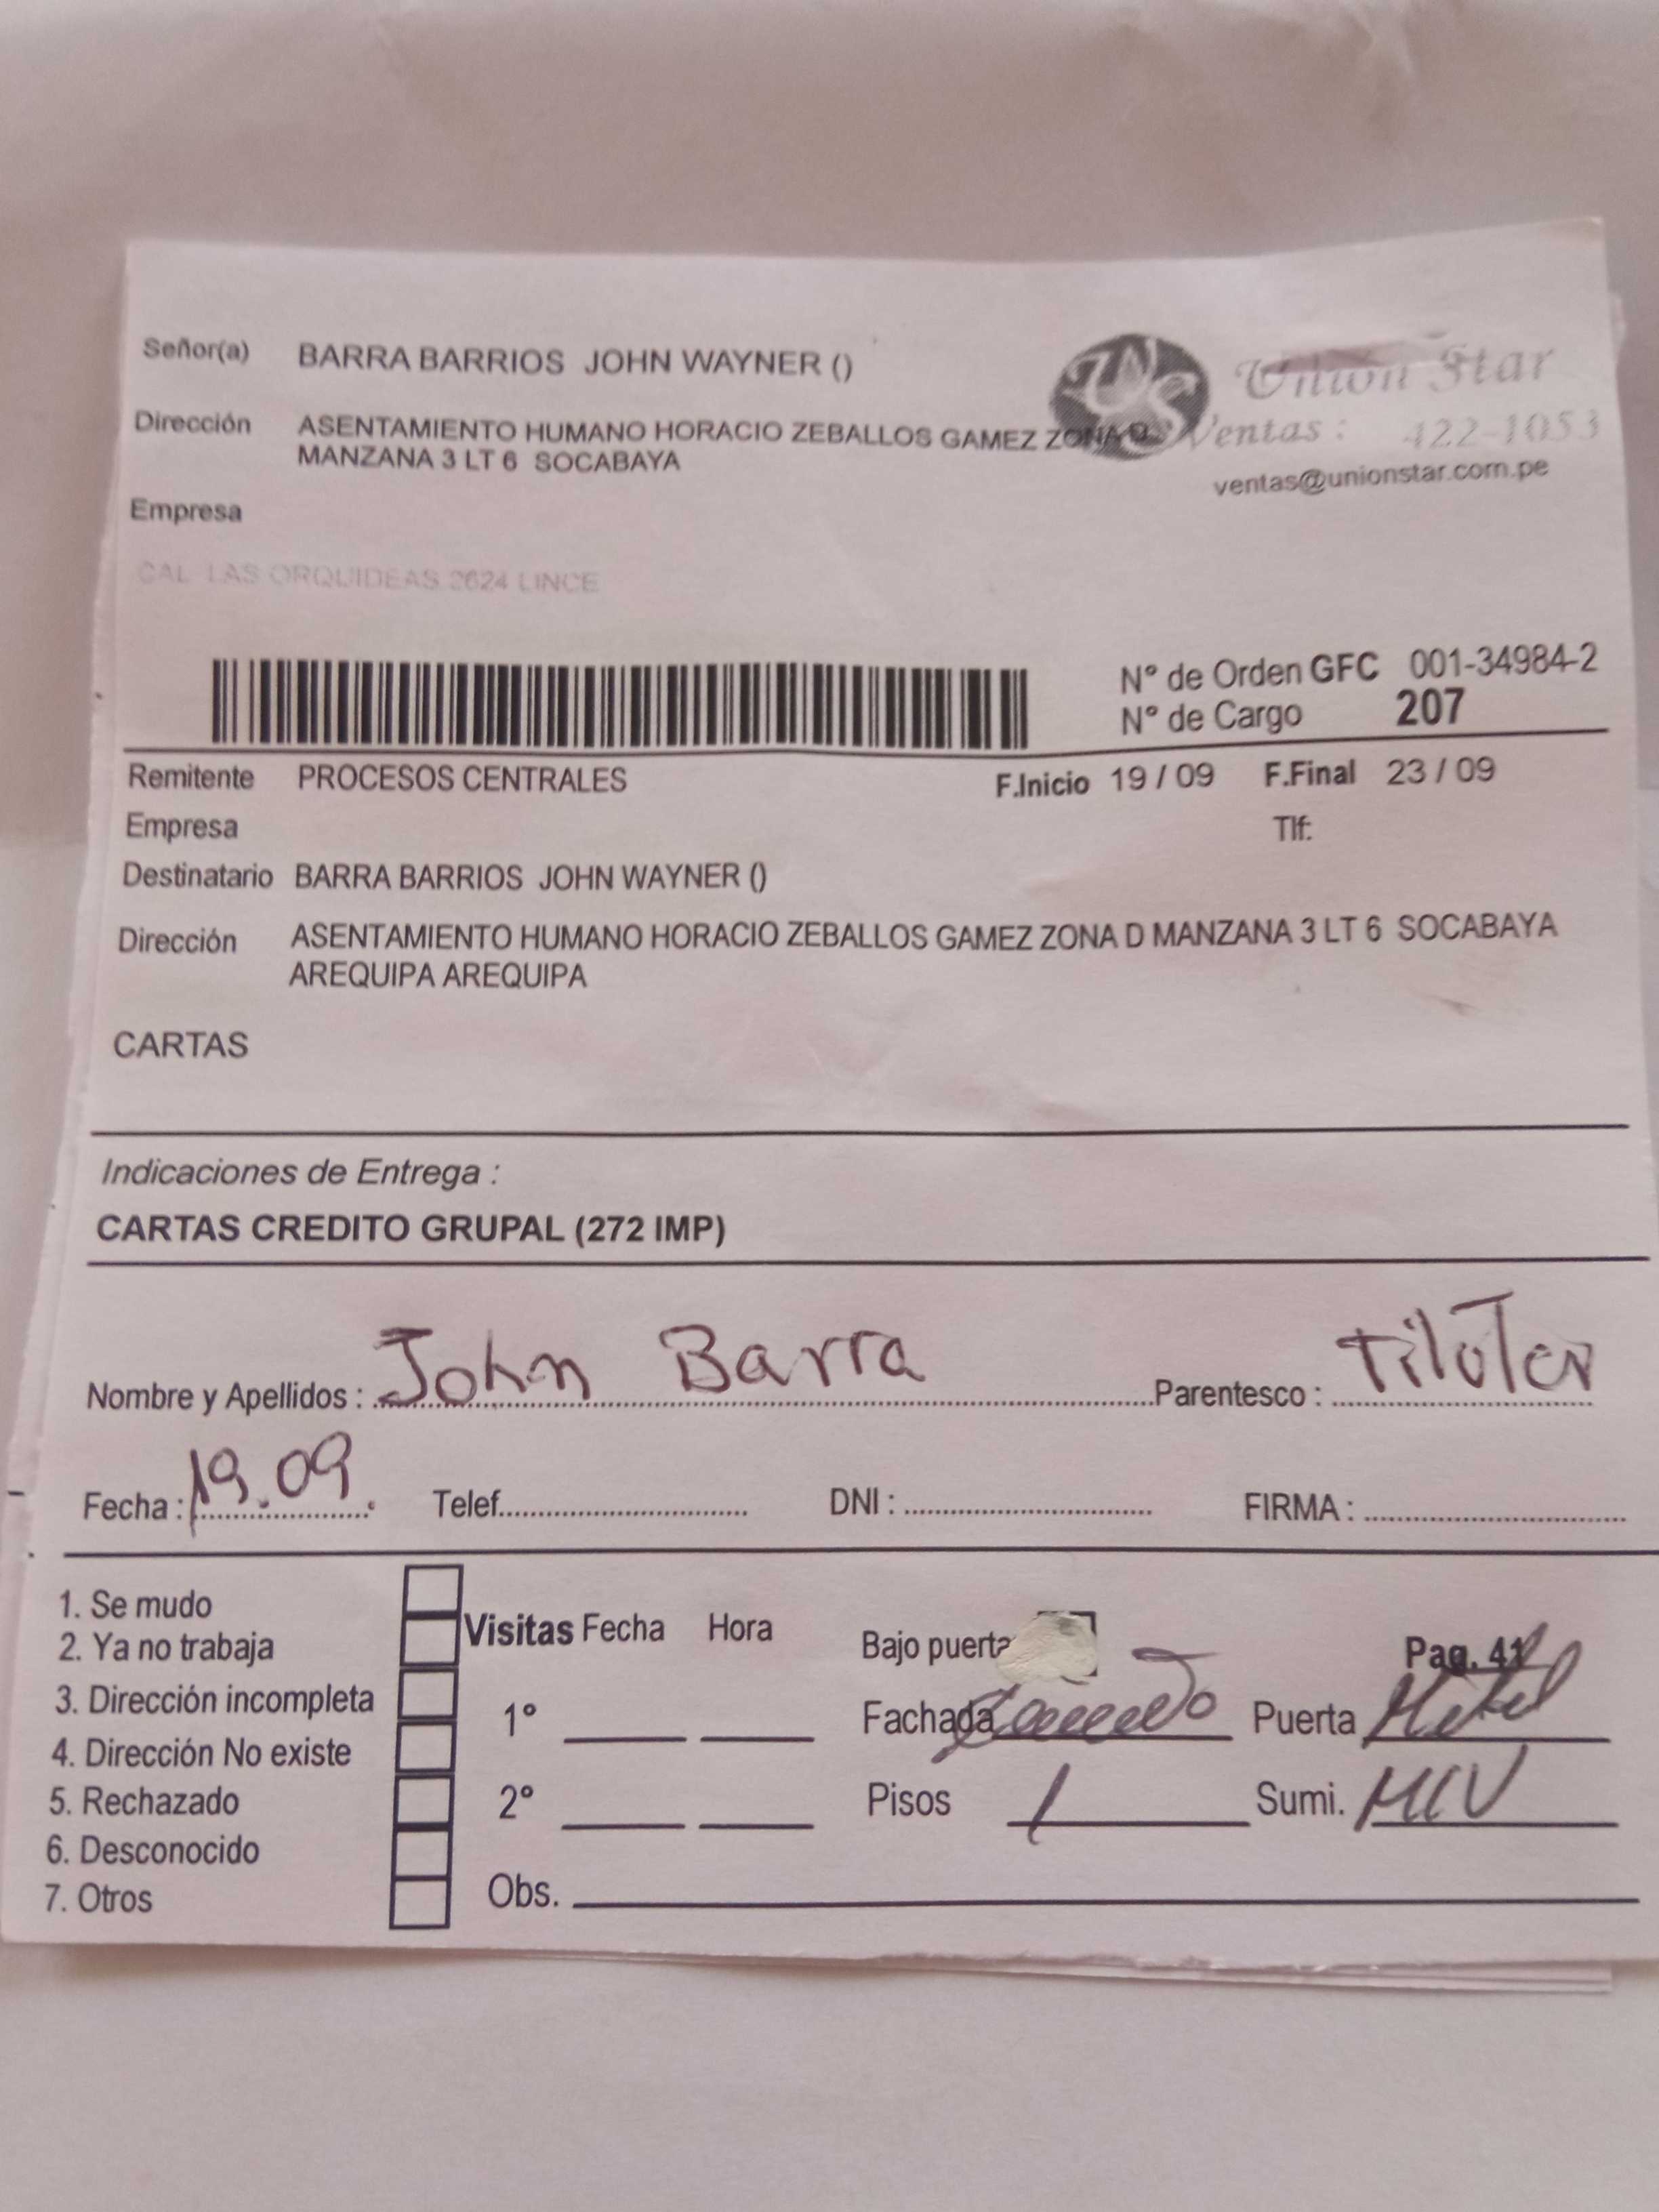 Señor(a) BARRA BARRIOS JOHN WAYNER ()
Union Star
Dirección ASENTAMIENTO HUMANO HORACIO ZEBALLOS GAMEZ ZONA D
MANZANA 3 LT 6 SOCABAYA
Ventas : 422-1053
ventas@unionstar.com.pe
Empresa
CAL LAS ORQUIDEAS 2624 LINCE
N° de Orden GFC 001-34984-2
N° de Cargo 207
Remitente PROCESOS CENTRALES F.Inicio 19 / 09 F.Final 23 / 09
Empresa Tlf:
Destinatario BARRA BARRIOS JOHN WAYNER ()
Dirección ASENTAMIENTO HUMANO HORACIO ZEBALLOS GAMEZ ZONA D MANZANA 3 LT 6 SOCABAYA
AREQUIPA AREQUIPA
CARTAS
Indicaciones de Entrega :
CARTAS CREDITO GRUPAL (272 IMP)
Nombre y Apellidos : John Barra Parentesco :
Fecha : 19.09. Telef. DNI : FIRMA :
1. Se mudo
2. Ya no trabaja
3. Dirección incompleta
4. Dirección No existe
5. Rechazado
6. Desconocido
7. Otros
Visitas Fecha Hora
1°
2°
Obs.
Bajo puerta Pag. 41
Fachada Puerta Metal
Pisos 1 Sumi.